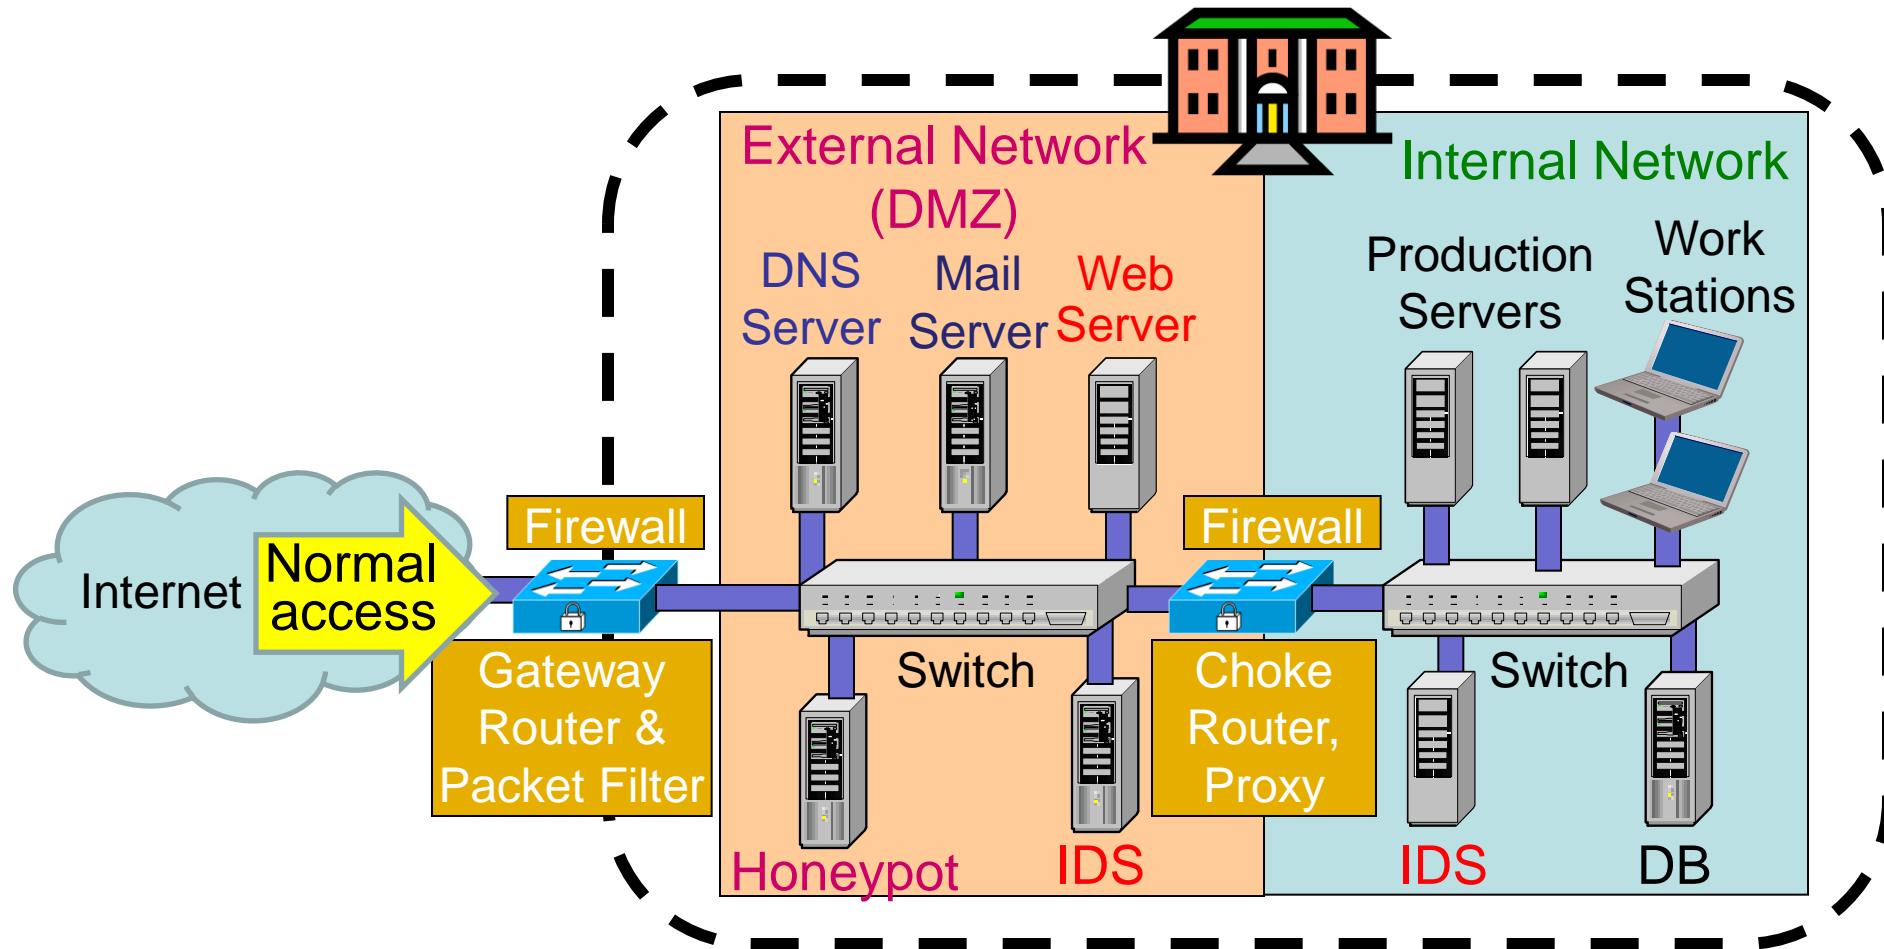 External Network
(DMZ)
Internal Network
DNS
Server
Mail
Server
Web
Server
Production
Servers
Work
Stations
Internet
Normal
access
Firewall
Gateway
Router &
Packet Filter
Switch
Honeypot
IDS
Firewall
Choke
Router,
Proxy
Switch
IDS
DB